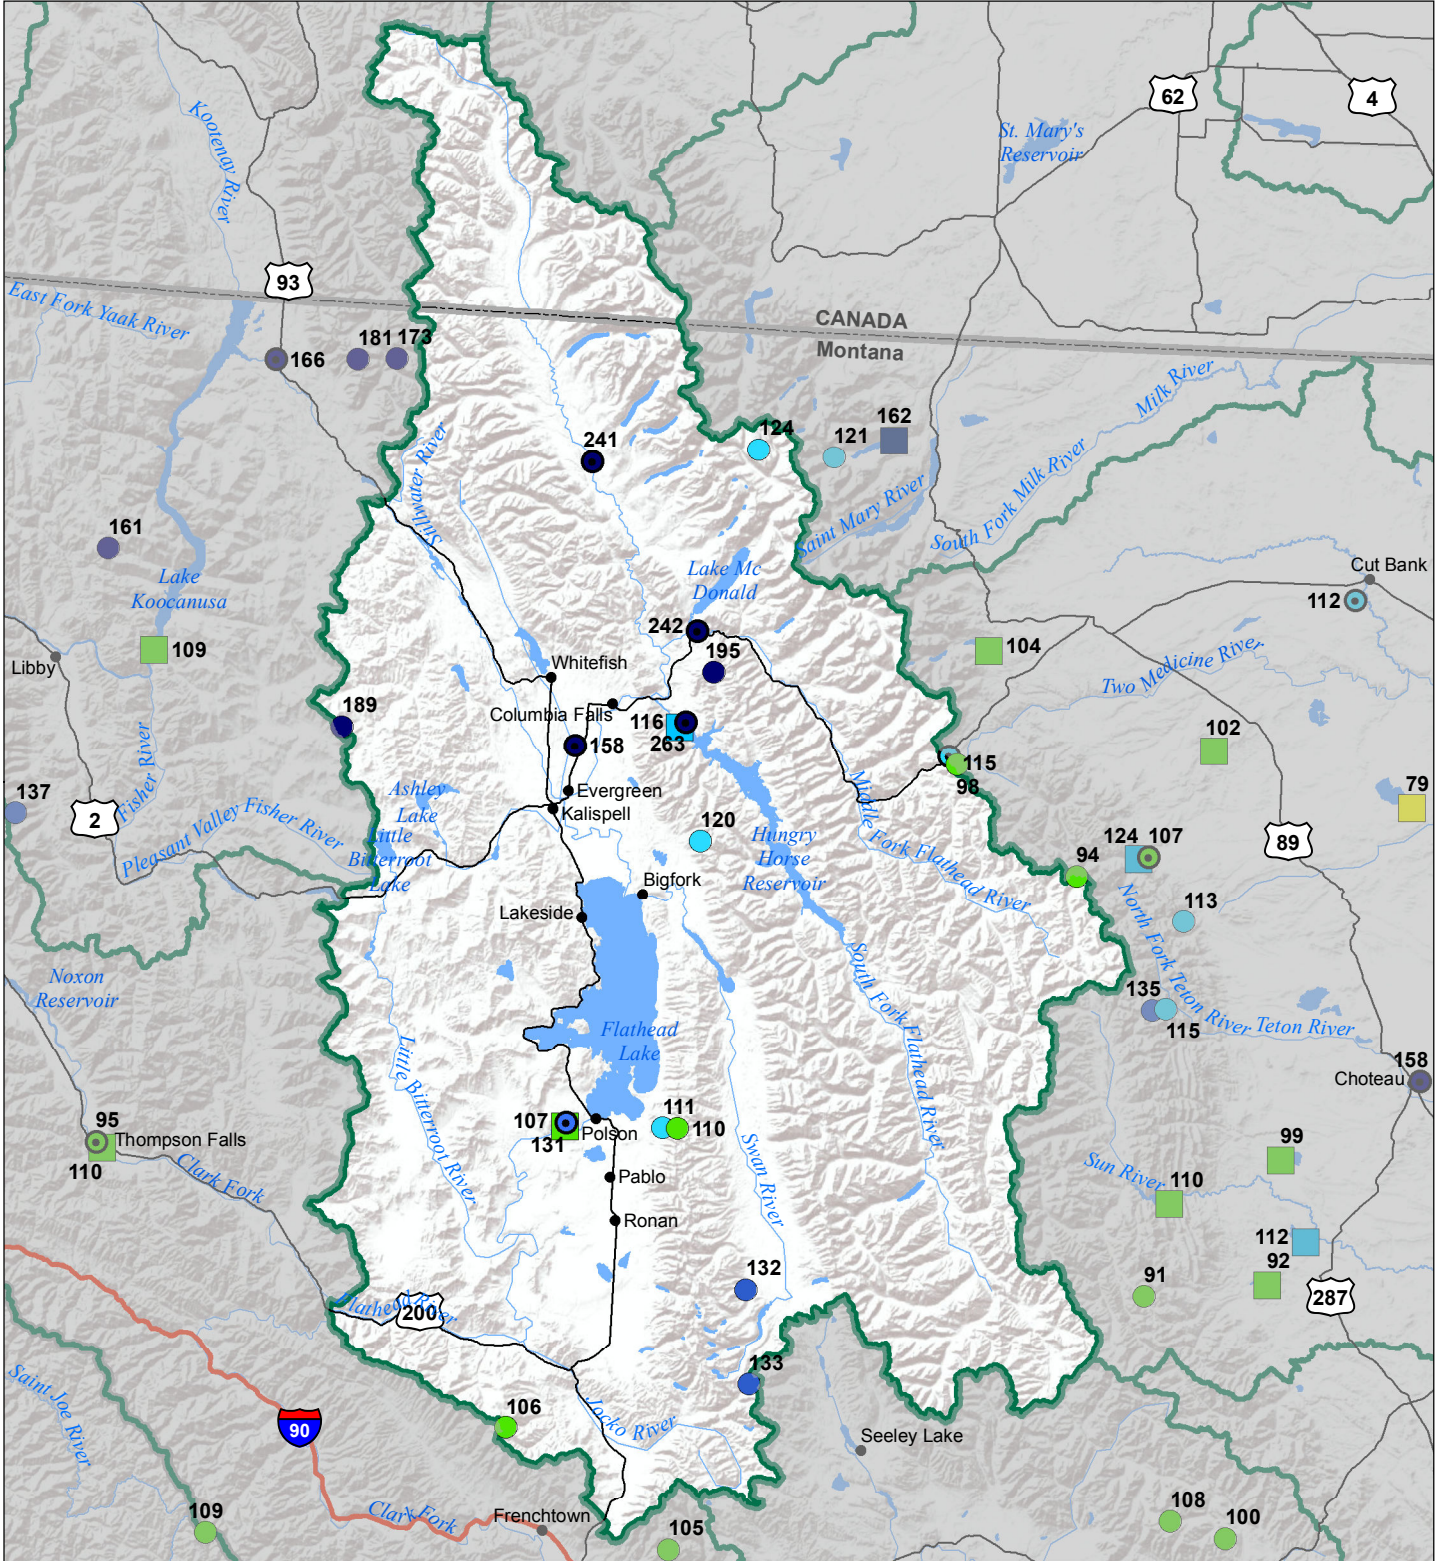 62
4
Kootenay River
St. Mary's
Reservoir
93
East Fork Yaak River
CANADA
Montana
166
181
173
Milk River
124
121
162
241
Stillwater River
Saint Mary River
South Fork Milk River
161
Lake
Koocanusa
Lake Mc
Donald
Cut Bank
112
242
104
109
Libby
195
Whitefish
Two Medicine River
189
Columbia Falls
116
263
158
102
115
98
137
2
Fisher River
Ashley
Lake
Evergreen
Kalispell
79
Pleasant Valley Fisher River
Little
Bitterroot
Lake
120
Hungry
Horse
Reservoir
Middle Fork Flathead River
89
124
107
94
Bigfork
Lakeside
113
North Fork Teton River
Noxon
Reservoir
South Fork Flathead River
135
115
Teton River
Flathead
Lake
Little Bitterroot River
158
Choteau
107
131
Polson
111
110
95
Thompson Falls
110
Clark Fork
Swan River
99
Pablo
Sun River
110
Ronan
112
92
132
91
287
Flathead River
200
133
Saint Joe River
106
Jocko River
90
Seeley Lake
109
Clark Fork
Frenchtown
105
108
100